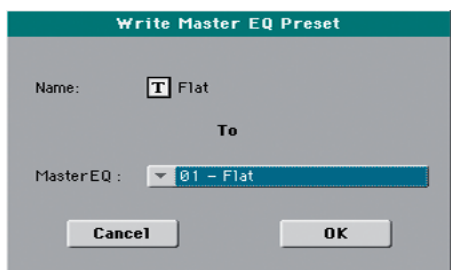 Write Master EQ Preset
Name: T Flat
To
MasterEQ : 01 - Flat
Cancel OK